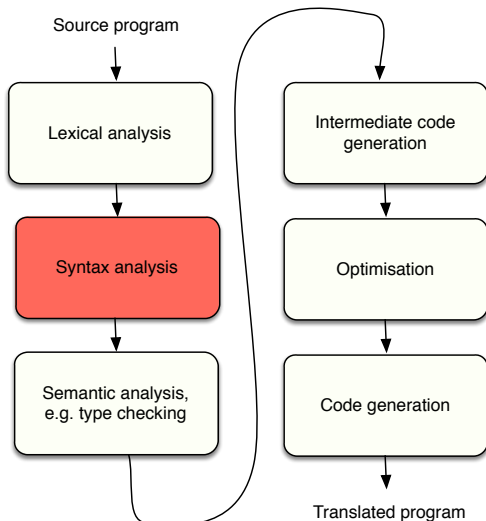 Source program
Lexical analysis
Syntax analysis
Semantic analysis,
e.g. type checking
Intermediate code
generation
Optimisation
Code generation
Translated program